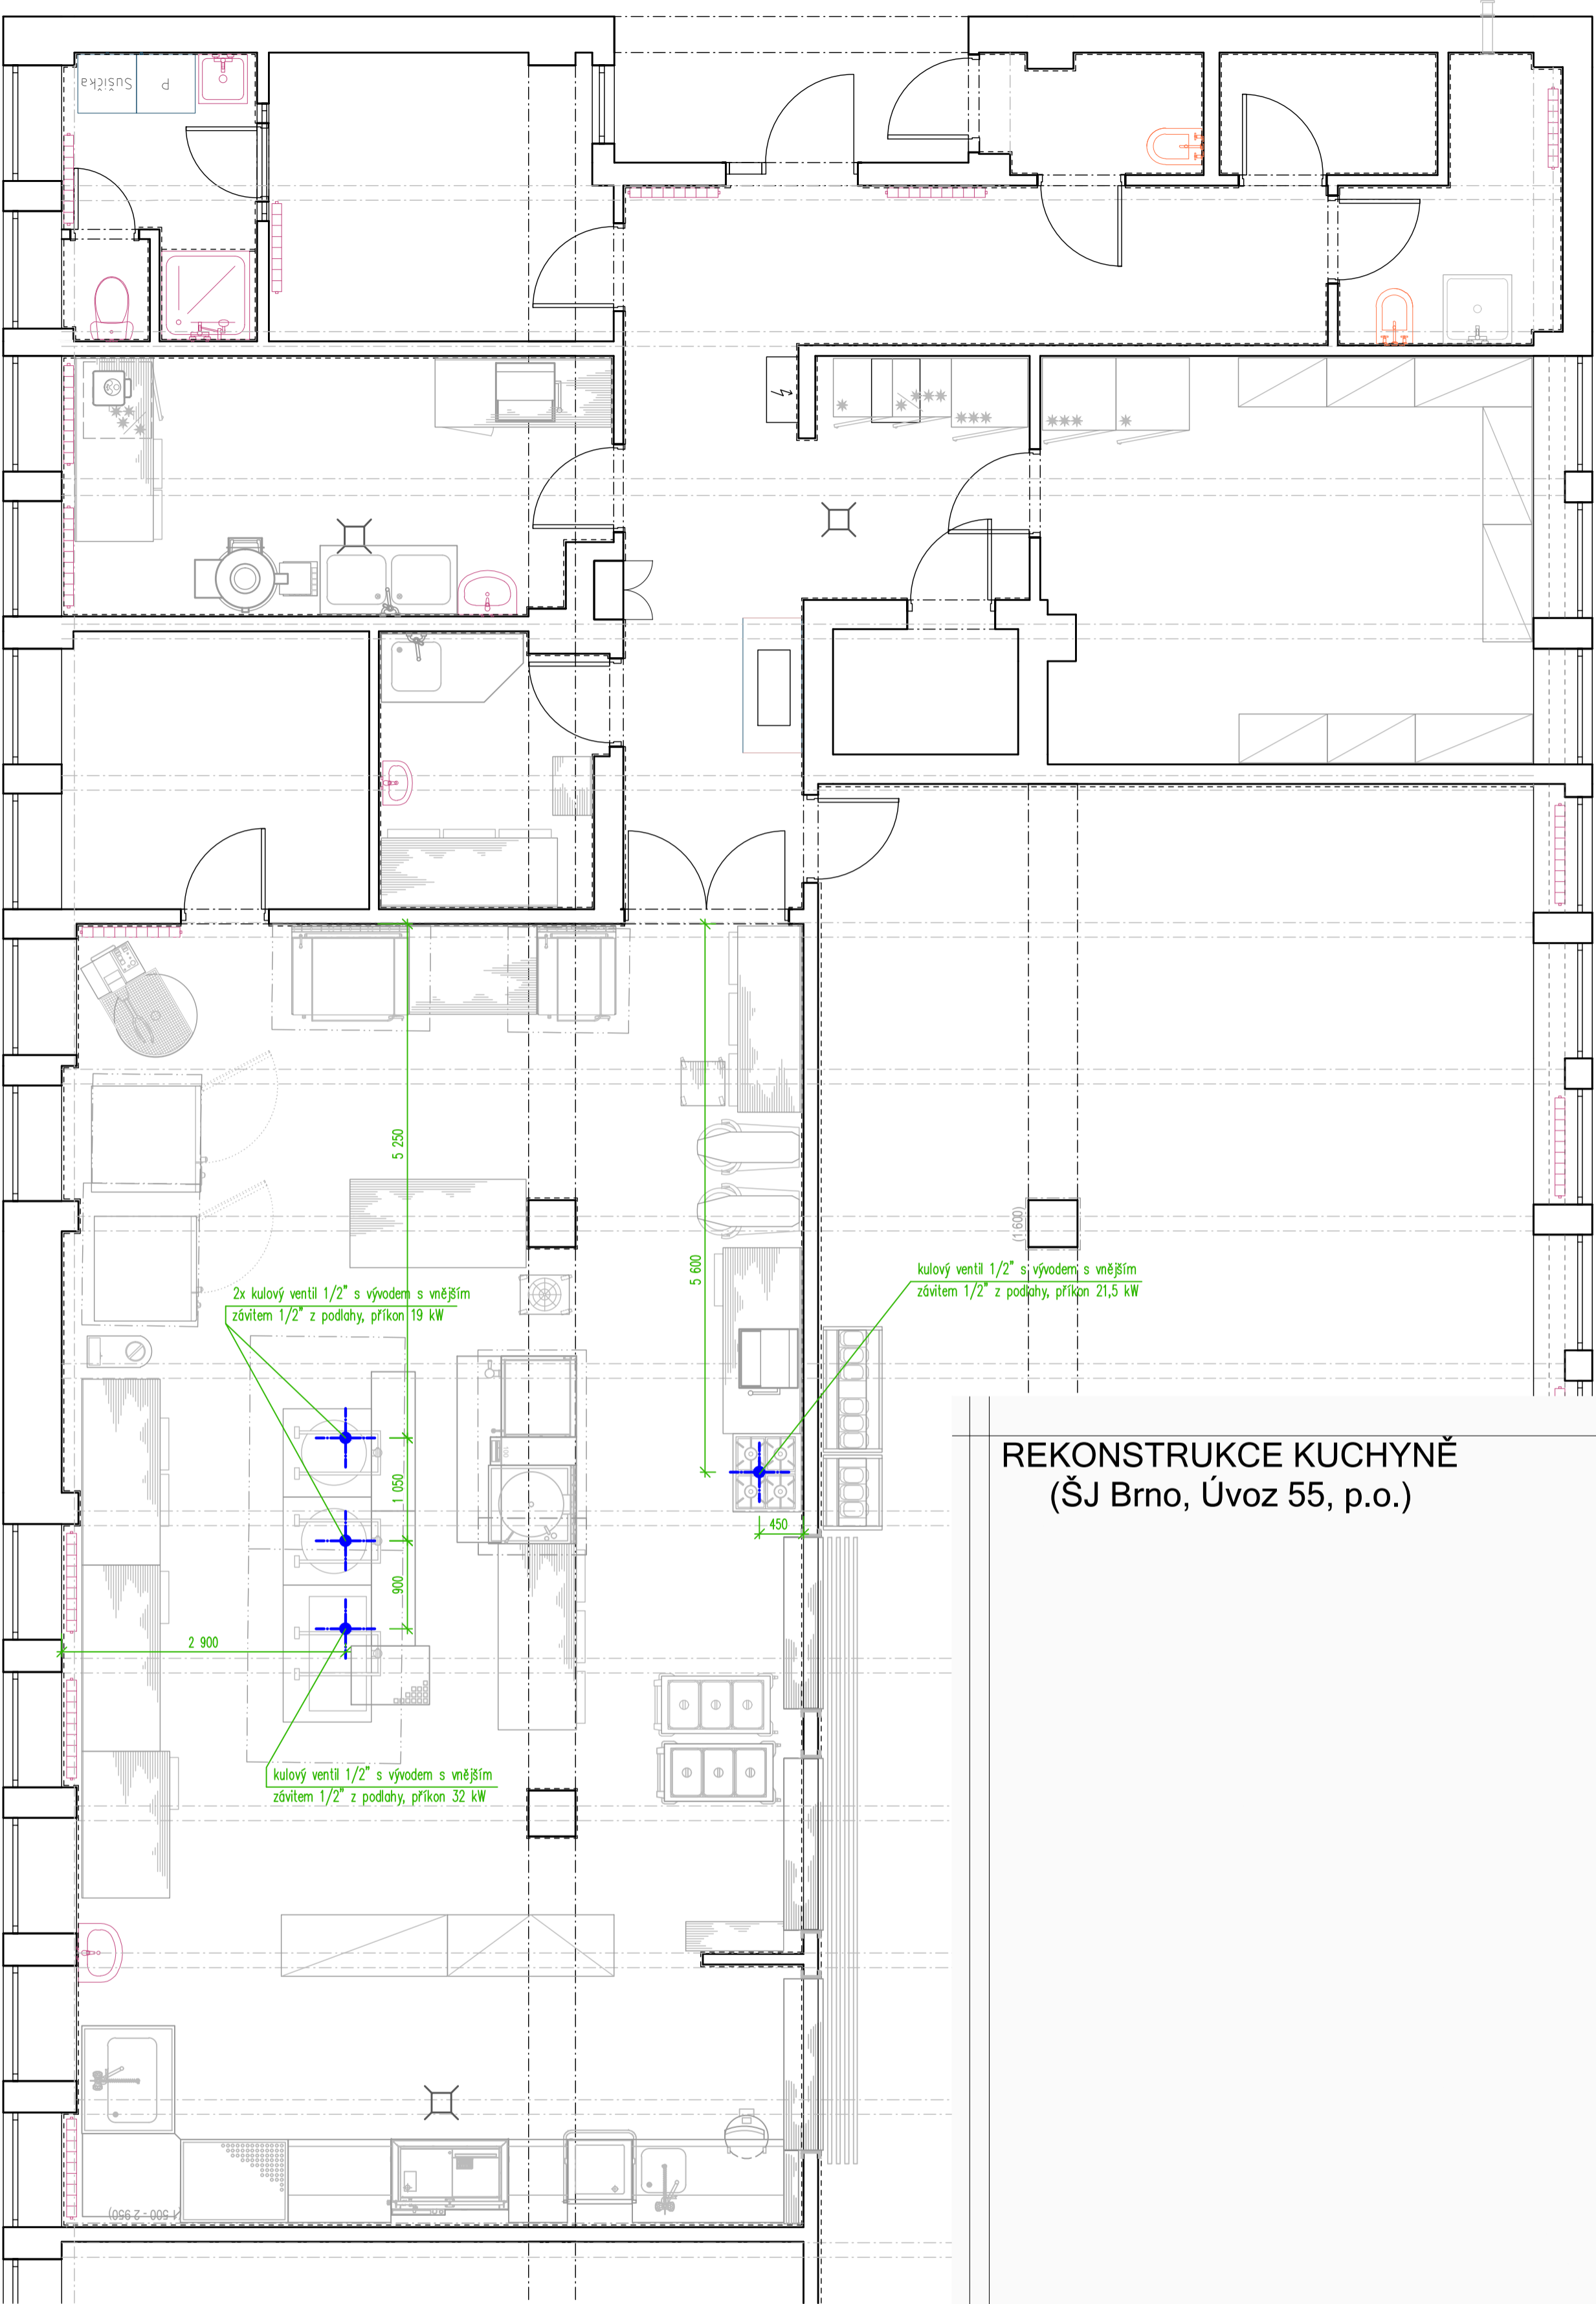 Sušička
P
5 250
(1.600)
5 600
kulový ventil 1/2" s vývodem s vnějším
závitem 1/2" z podlahy, příkon 21,5 kW
2x kulový ventil 1/2" s vývodem s vnějším
závitem 1/2" z podlahy, příkon 19 kW
REKONSTRUKCE KUCHYNĚ
(ŠJ Brno, Úvoz 55, p.o.)
1 050
450
900
2 900
kulový ventil 1/2" s vývodem s vnějším
závitem 1/2" z podlahy, příkon 32 kW